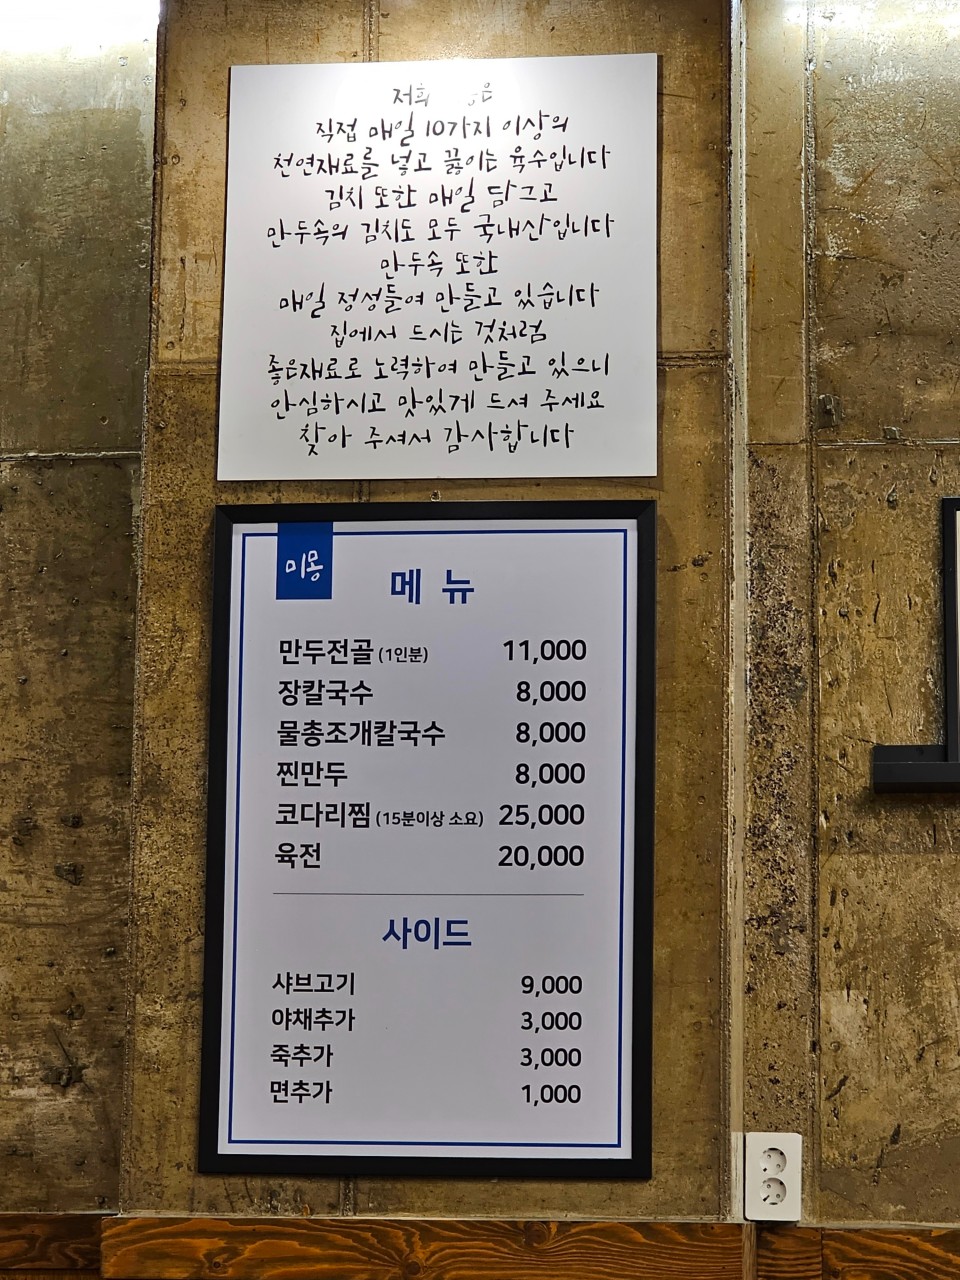 저희
직접 매일 10가지 이상의
천연재료를 넣고 끓이는 육수입니다
김치 또한 매일 담그고
만두속의 김치도 모두 국내산입니다
만두속 또한
매일 정성들여 만들고 있습니다
집에서 드시는 것처럼
좋은재료로 노력하여 만들고 있으니
안심하시고 맛있게 드셔 주세요
찾아 주셔서 감사합니다
미몽
메뉴
만두전골 (1인분) 11,000
장칼국수 8,000
물총조개칼국수 8,000
찐만두 8,000
코다리찜 (15분이상 소요) 25,000
육전 20,000
사이드
샤브고기 9,000
야채추가 3,000
죽추가 3,000
면추가 1,000